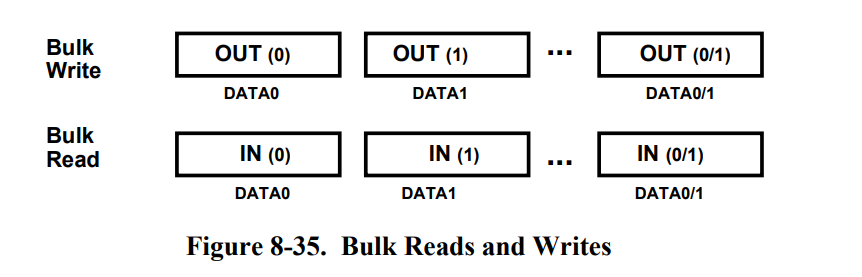 Bulk
Write
OUT (0) OUT (1) ... OUT (0/1)
DATA0 DATA1 DATA0/1
Bulk
Read
IN (0) IN (1) ... IN (0/1)
DATA0 DATA1 DATA0/1
Figure 8-35. Bulk Reads and Writes